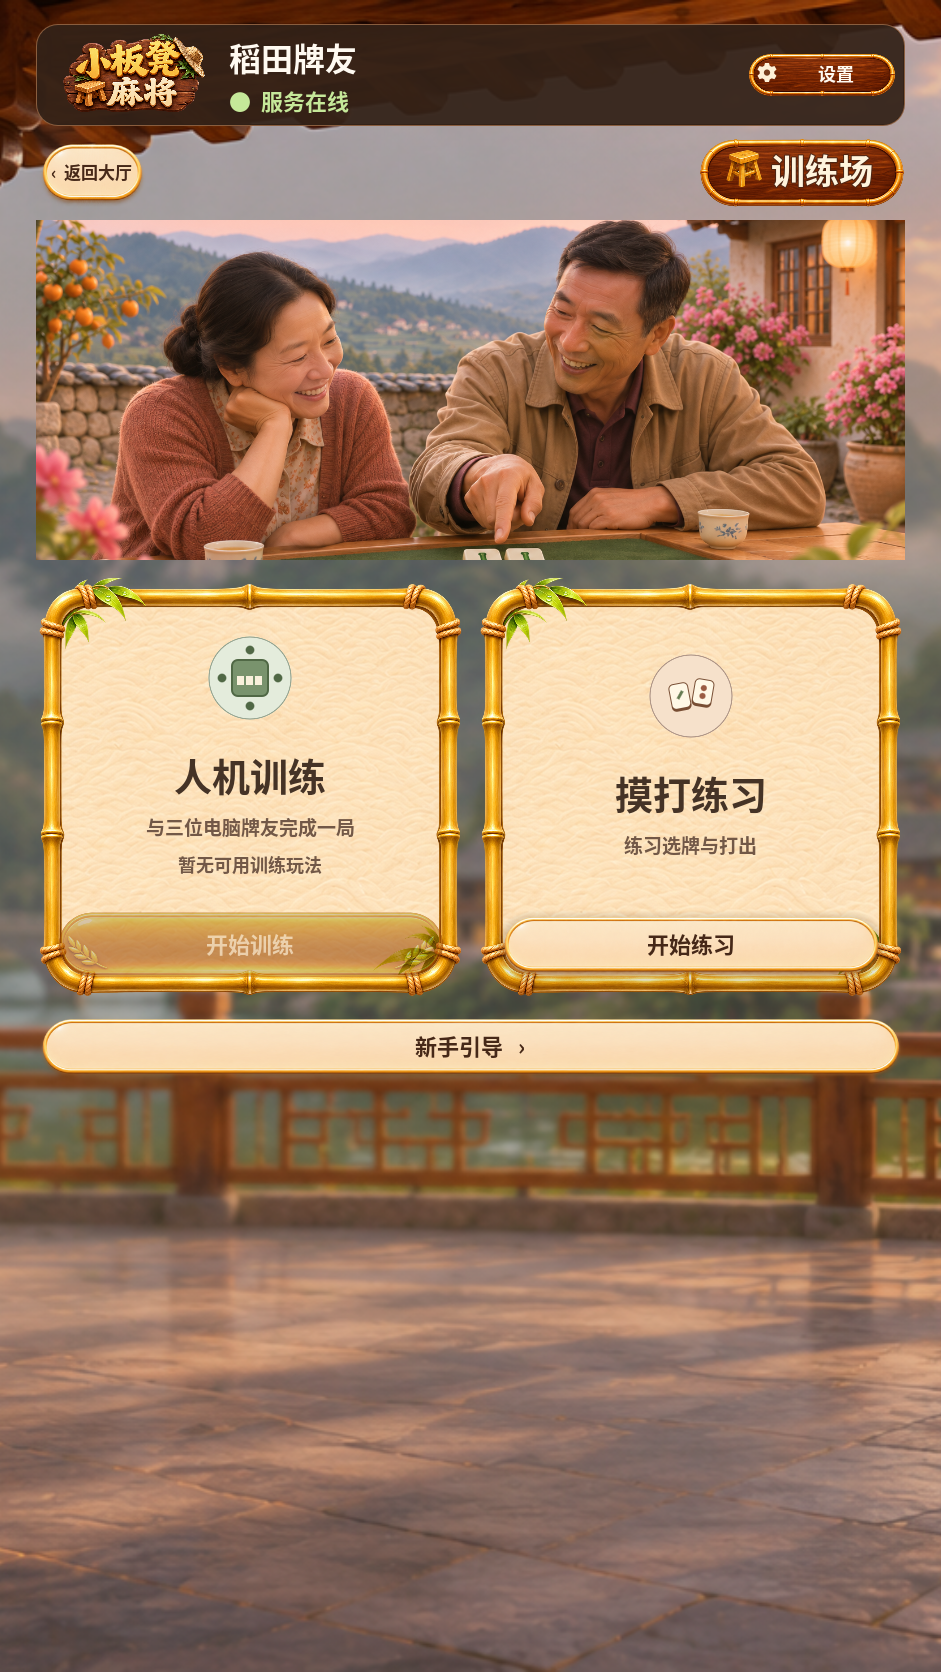 小板凳
麻将
稻田牌友
服务在线
设置
‹ 返回大厅
训练场
人机训练
与三位电脑牌友完成一局
暂无可用训练玩法
开始训练
摸打练习
练习选牌与打出
开始练习
新手引导 ›